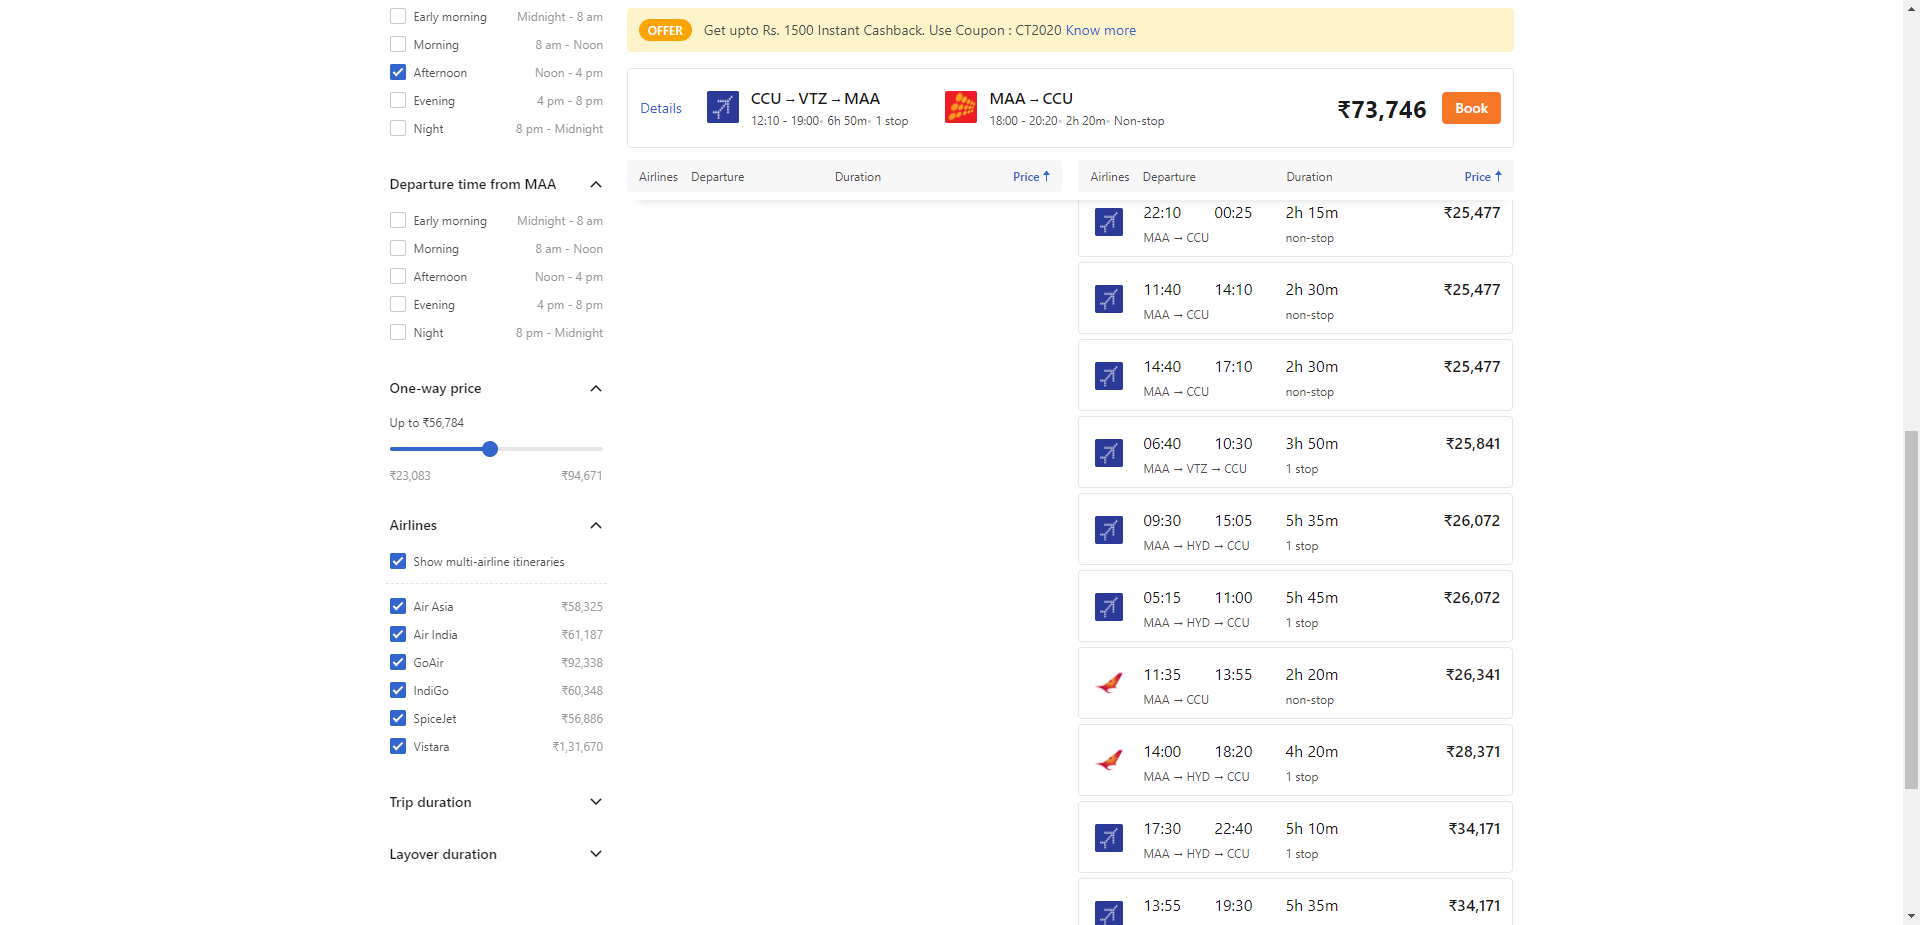 Early morning Midnight - 8 am
Morning 8 am - Noon
Afternoon Noon - 4 pm
Evening 4 pm - 8 pm
Night 8 pm - Midnight
Departure time from MAA
Early morning Midnight - 8 am
Morning 8 am - Noon
Afternoon Noon - 4 pm
Evening 4 pm - 8 pm
Night 8 pm - Midnight
One-way price
Up to ₹56,784
₹23,083 ₹94,671
Airlines
Show multi-airline itineraries
Air Asia ₹58,325
Air India ₹61,187
GoAir ₹92,338
IndiGo ₹60,348
SpiceJet ₹56,886
Vistara ₹1,31,670
Trip duration
Layover duration
OFFER Get upto Rs. 1500 Instant Cashback. Use Coupon : CT2020 Know more
Details
CCU → VTZ → MAA
12:10 - 19:00• 6h 50m• 1 stop
MAA → CCU
18:00 - 20:20• 2h 20m• Non-stop
₹73,746 Book
Airlines Departure Duration Price ↑
Airlines Departure Duration Price ↑
22:10 00:25 2h 15m ₹25,477
MAA → CCU non-stop
11:40 14:10 2h 30m ₹25,477
MAA → CCU non-stop
14:40 17:10 2h 30m ₹25,477
MAA → CCU non-stop
06:40 10:30 3h 50m ₹25,841
MAA → VTZ → CCU 1 stop
09:30 15:05 5h 35m ₹26,072
MAA → HYD → CCU 1 stop
05:15 11:00 5h 45m ₹26,072
MAA → HYD → CCU 1 stop
11:35 13:55 2h 20m ₹26,341
MAA → CCU non-stop
14:00 18:20 4h 20m ₹28,371
MAA → HYD → CCU 1 stop
17:30 22:40 5h 10m ₹34,171
MAA → HYD → CCU 1 stop
13:55 19:30 5h 35m ₹34,171